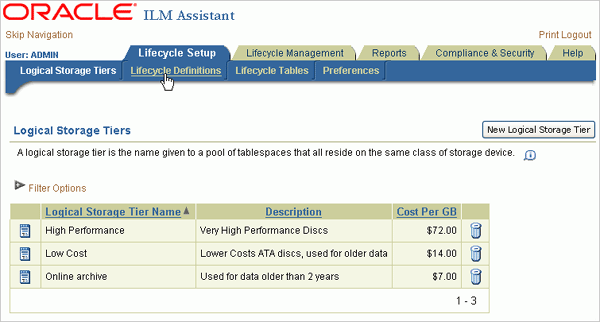 ORACLE ILM Assistant
Skip Navigation
Print Logout
User: ADMIN
Lifecycle Setup Lifecycle Management Reports Compliance & Security Help
Logical Storage Tiers Lifecycle Definitions Lifecycle Tables Preferences
Logical Storage Tiers
New Logical Storage Tier
A logical storage tier is the name given to a pool of tablespaces that all reside on the same class of storage device.
Filter Options
Logical Storage Tier Name Description Cost Per GB
High Performance Very High Performance Discs $72.00
Low Cost Lower Costs ATA discs, used for older data $14.00
Online archive Used for data older than 2 years $7.00
1 - 3